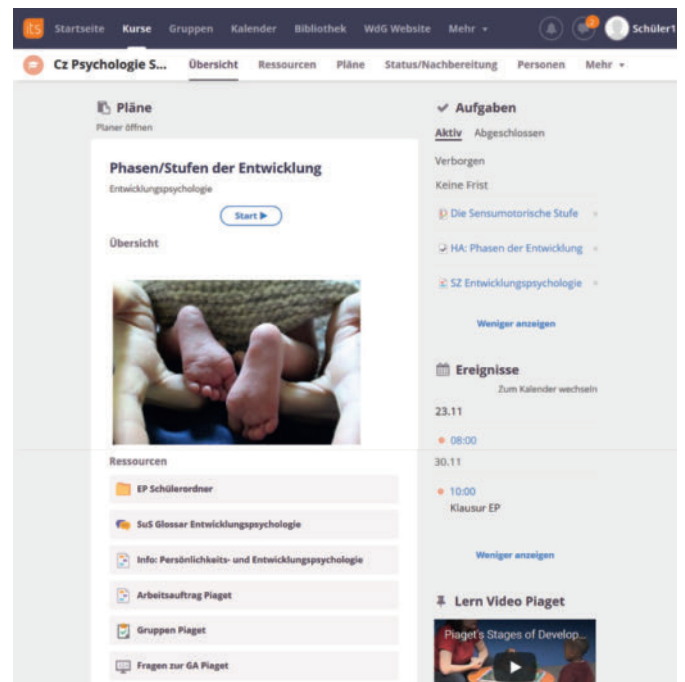 its Startseite Kurse Gruppen Kalender Bibliothek WdG Website Mehr 2 Schüler1
Cz Psychologie S... Übersicht Ressourcen Pläne Status/Nachbereitung Personen Mehr
Pläne
Planer öffnen
Phasen/Stufen der Entwicklung
Entwicklungspsychologie
Start
Übersicht
Ressourcen
EP Schülerordner
SuS Glossar Entwicklungspsychologie
Info: Persönlichkeits- und Entwicklungspsychologie
Arbeitsauftrag Piaget
Gruppen Piaget
Fragen zur GA Piaget
Aufgaben
Aktiv Abgeschlossen
Verborgen
Keine Frist
Die Sensumotorische Stufe
HA: Phasen der Entwicklung
SZ Entwicklungspsychologie
Weniger anzeigen
Ereignisse
Zum Kalender wechseln
23.11
08:00
30.11
10:00
Klausur EP
Weniger anzeigen
Lern Video Piaget
Piaget's Stages of Develop...